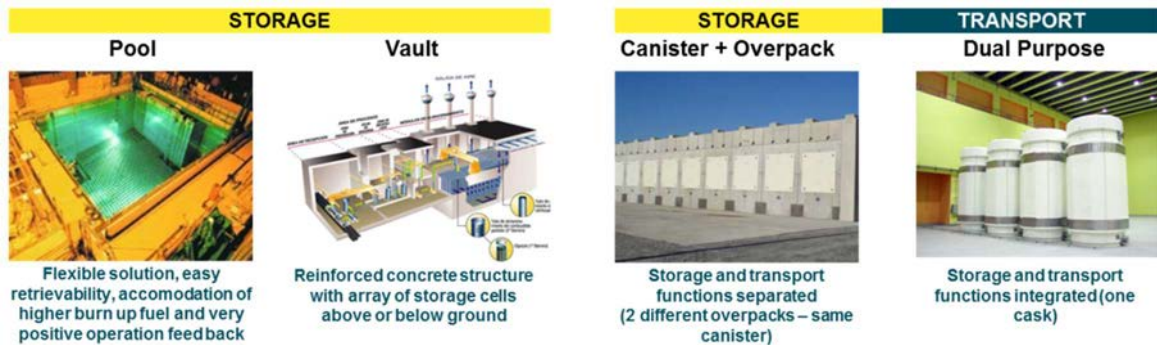 STORAGE
Pool
Vault
Flexible solution, easy
retrievability, accomodation of
higher burn up fuel and very
positive operation feed back
Reinforced concrete structure
with array of storage cells
above or below ground
STORAGE
TRANSPORT
Canister + Overpack
Dual Purpose
Storage and transport
functions separated
(2 different overpacks – same
canister)
Storage and transport
functions integrated (one
cask)